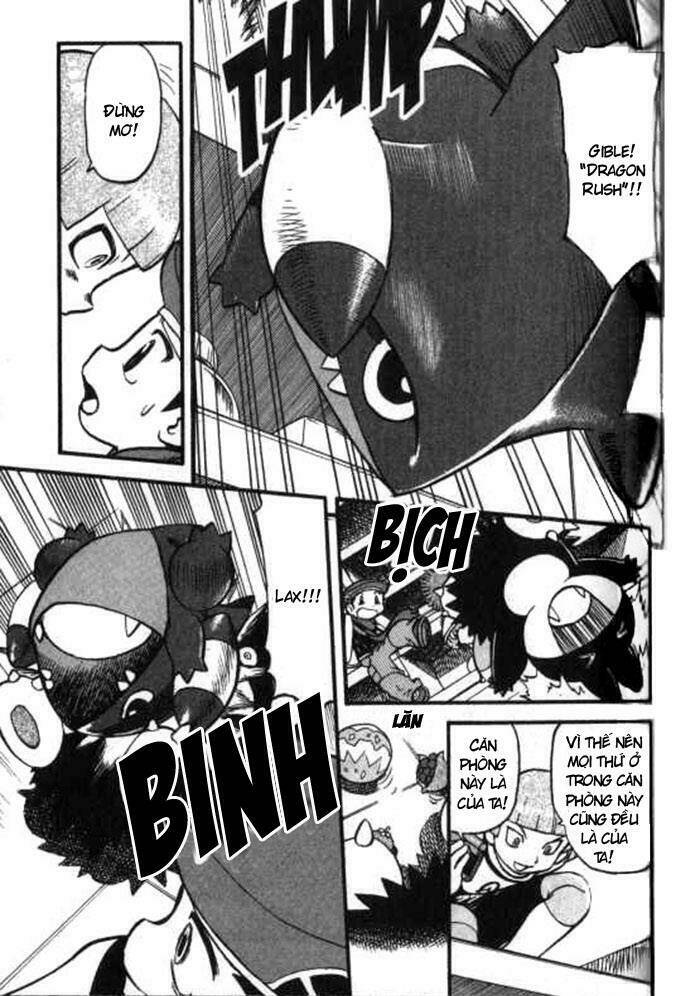 THUMP
GIBLE!
"DRAGON
RUSH"!!
ĐỪNG
MƠ!
BỊCH
LAX!!!
BINH
VÌ THẾ NÊN
MỌI THỨ Ở
TRONG CĂN
PHÒNG NÀY
CŨNG ĐỀU
LÀ CỦA
TA!
CĂN
PHÒNG
NÀY LÀ
CỦA TA!
LĂN